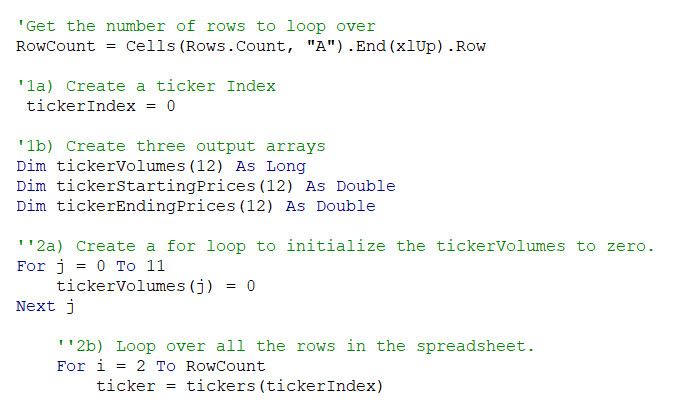 'Get the number of rows to loop over
RowCount = Cells(Rows.Count, "A").End(xlUp).Row
'1a) Create a ticker Index
tickerIndex = 0
'1b) Create three output arrays
Dim tickerVolumes(12) As Long
Dim tickerStartingPrices(12) As Double
Dim tickerEndingPrices(12) As Double
''2a) Create a for loop to initialize the tickerVolumes to zero.
For j = 0 To 11
tickerVolumes(j) = 0
Next j
''2b) Loop over all the rows in the spreadsheet.
For i = 2 To RowCount
ticker = tickers(tickerIndex)